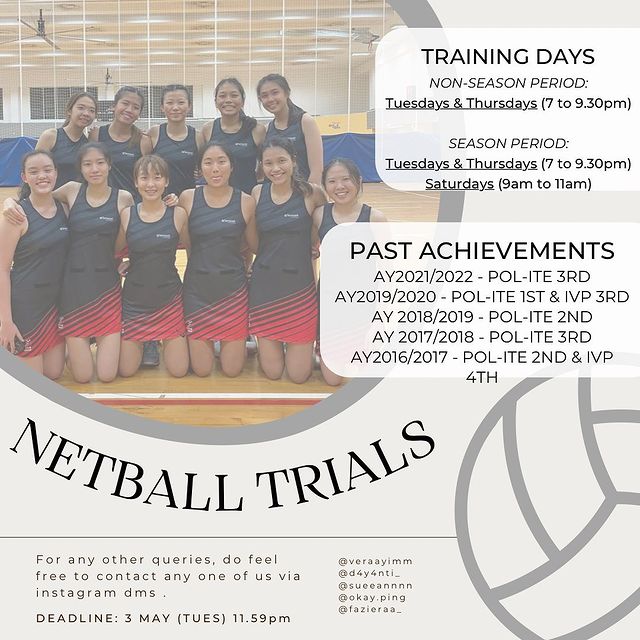 TRAINING DAYS
NON-SEASON PERIOD:
Tuesdays & Thursdays (7 to 9.30pm)
SEASON PERIOD:
Tuesdays & Thursdays (7 to 9.30pm)
Saturdays (9am to 11am)
PAST ACHIEVEMENTS
AY2021/2022 - POL-ITE 3RD
AY2019/2020 - POL-ITE 1ST & IVP 3RD
AY 2018/2019 - POL-ITE 2ND
AY 2017/2018 - POL-ITE 3RD
AY2016/2017 - POL-ITE 2ND & IVP
4TH
NETBALL TRIALS
For any other queries, do feel
free to contact any one of us via
instagram dms .
DEADLINE: 3 MAY (TUES) 11.59pm
@veraayimm
@d4y4nti_
@sueeannnn
@okay.ping
@fazieraa_